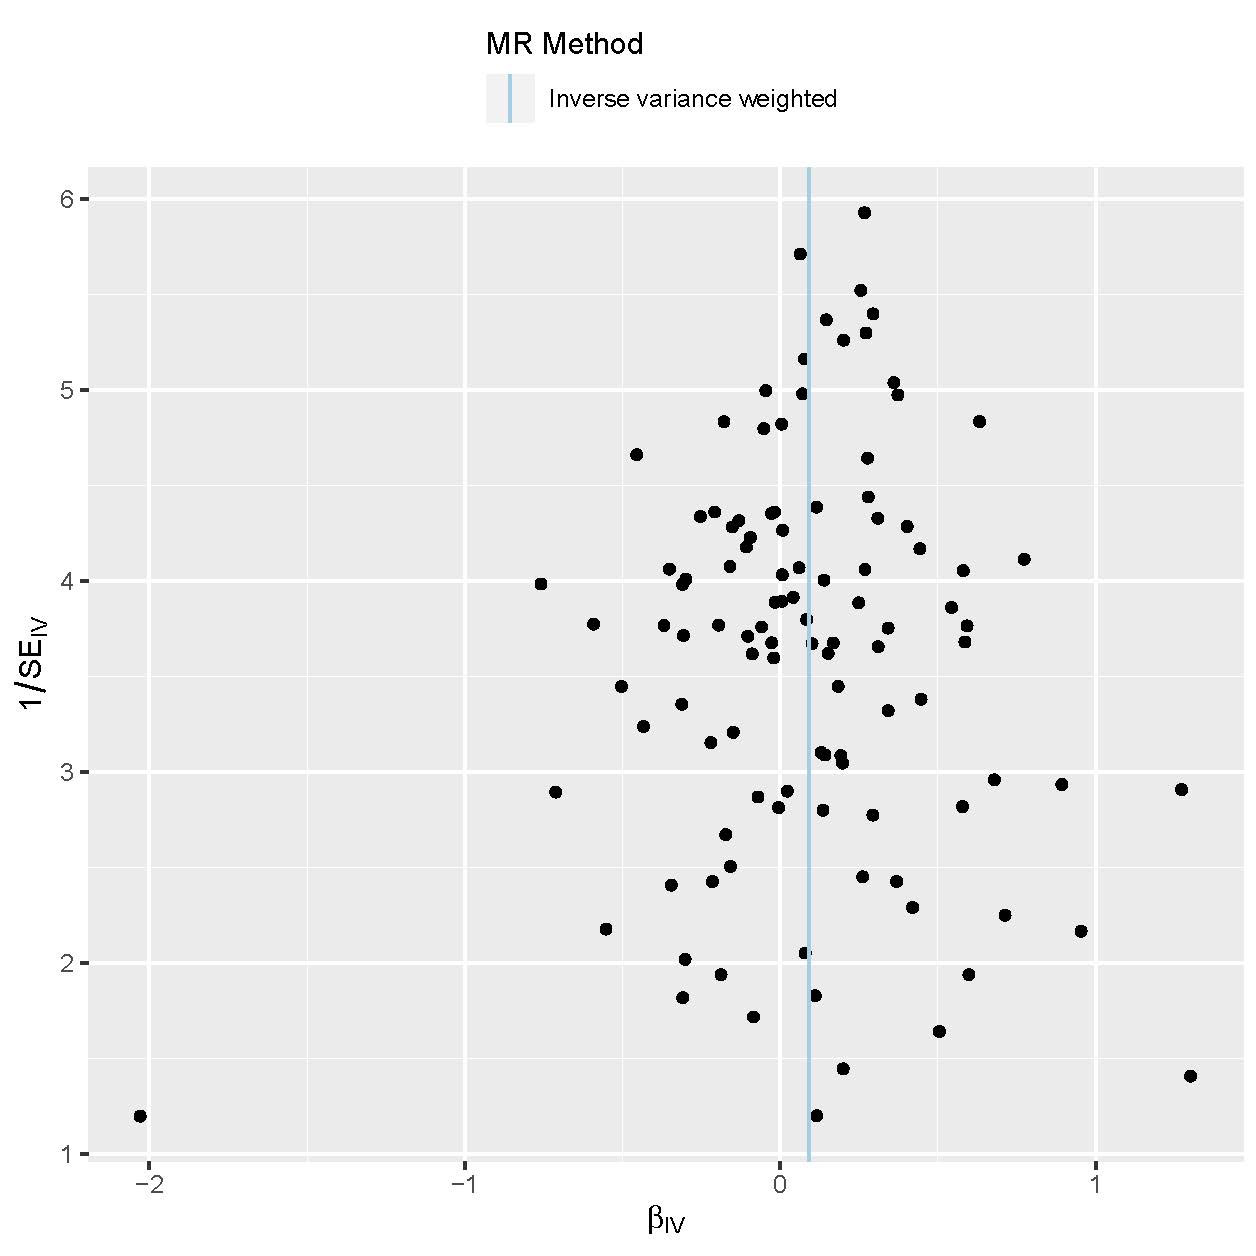 MR Method
Inverse variance weighted
6
5
4
3
2
1
1/SE_IV
−2
−1
0
1
β_IV